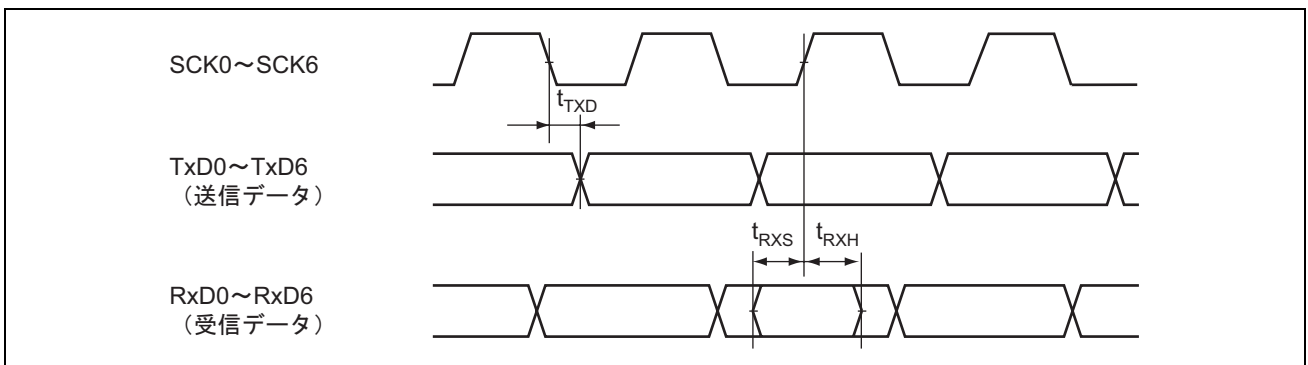 SCK0～SCK6
tTXD
TxD0～TxD6
（送信データ）
tRXS
tRXH
RxD0～RxD6
（受信データ）